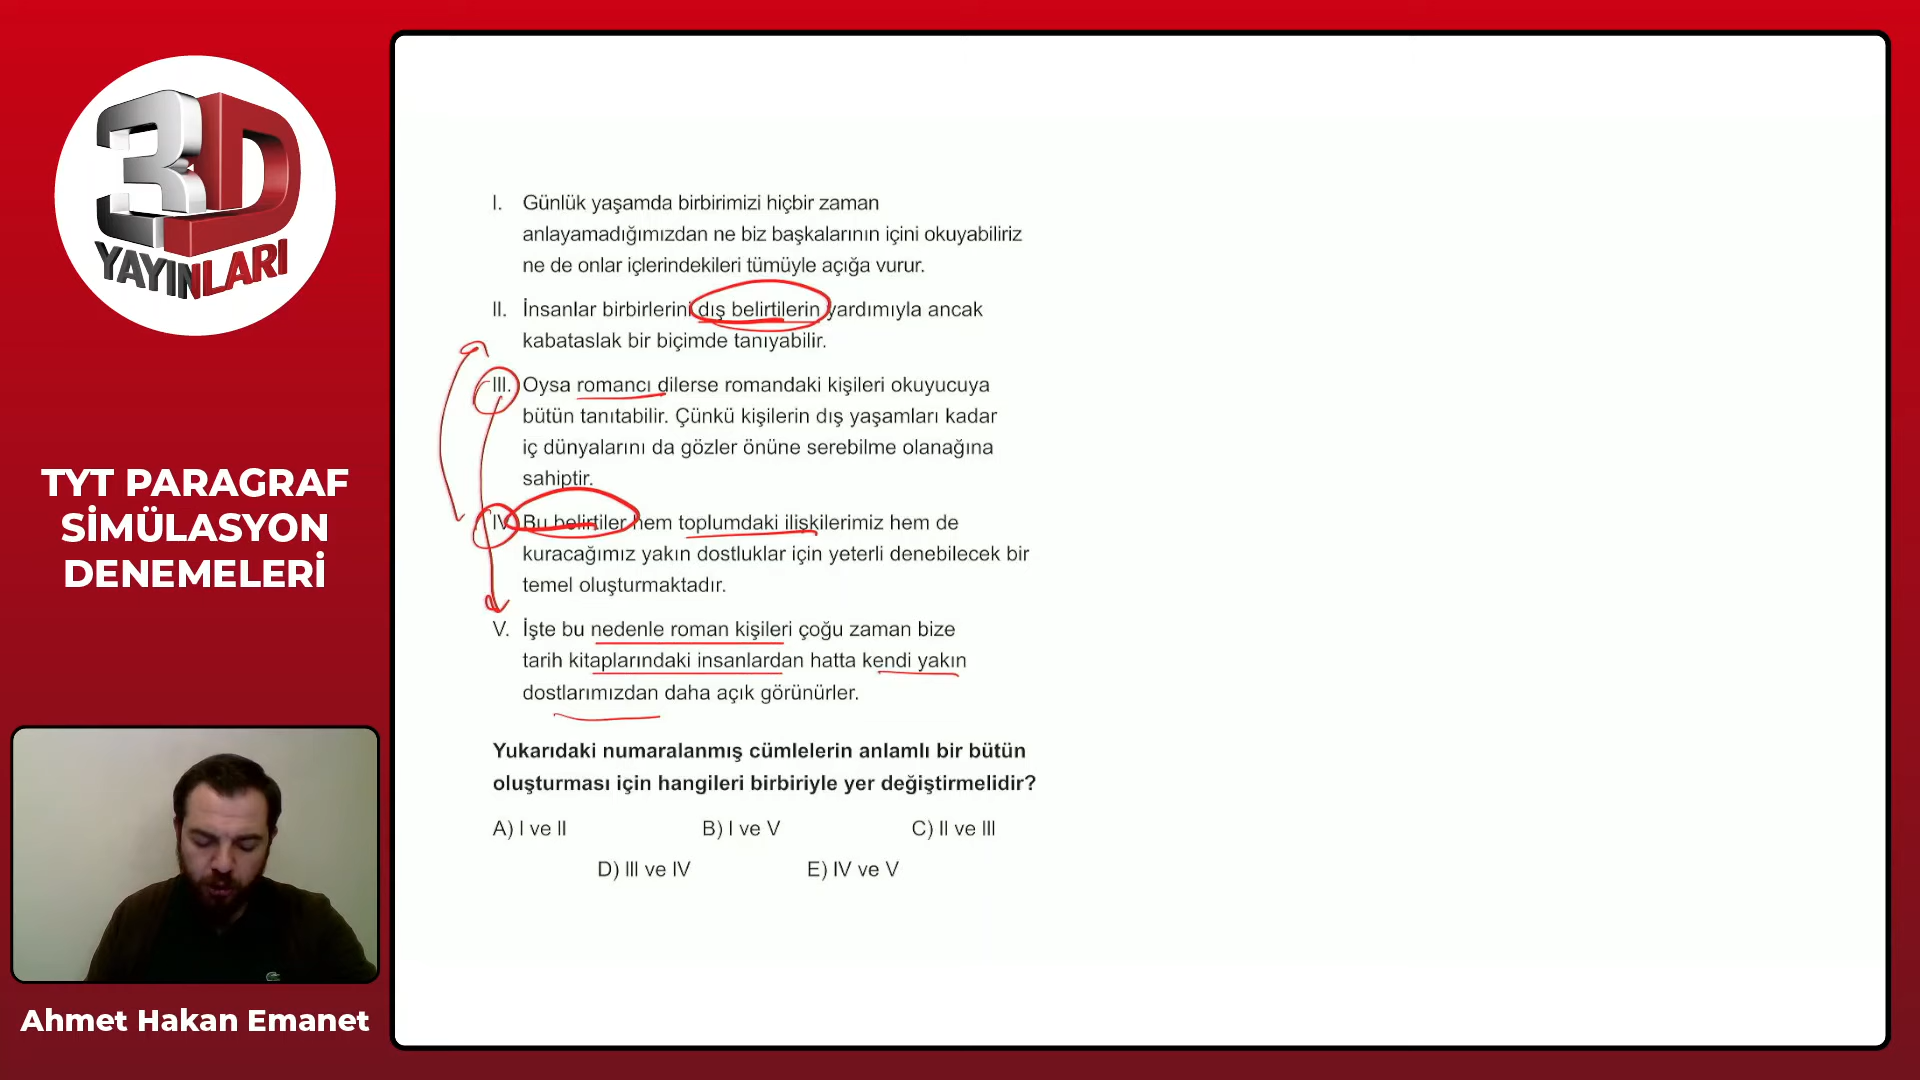 3D
YAYINLARI
TYT PARAGRAF
SİMÜLASYON
DENEMELERİ
Ahmet Hakan Emanet
I. Günlük yaşamda birbirimizi hiçbir zaman
anlayamadığımızdan ne biz başkalarının içini okuyabiliriz
ne de onlar içlerindekileri tümüyle açığa vurur.
II. İnsanlar birbirlerini dış belirtilerin yardımıyla ancak
kabataslak bir biçimde tanıyabilir.
III. Oysa romancı dilerse romandaki kişileri okuyucuya
bütün tanıtabilir. Çünkü kişilerin dış yaşamları kadar
iç dünyalarını da gözler önüne serebilme olanağına
sahiptir.
IV. Bu belirtiler hem toplumdaki ilişkilerimiz hem de
kuracağımız yakın dostluklar için yeterli denebilecek bir
temel oluşturmaktadır.
V. İşte bu nedenle roman kişileri çoğu zaman bize
tarih kitaplarındaki insanlardan hatta kendi yakın
dostlarımızdan daha açık görünürler.
Yukarıdaki numaralanmış cümlelerin anlamlı bir bütün
oluşturması için hangileri birbiriyle yer değiştirmelidir?
A) I ve II B) I ve V C) II ve III
D) III ve IV E) IV ve V